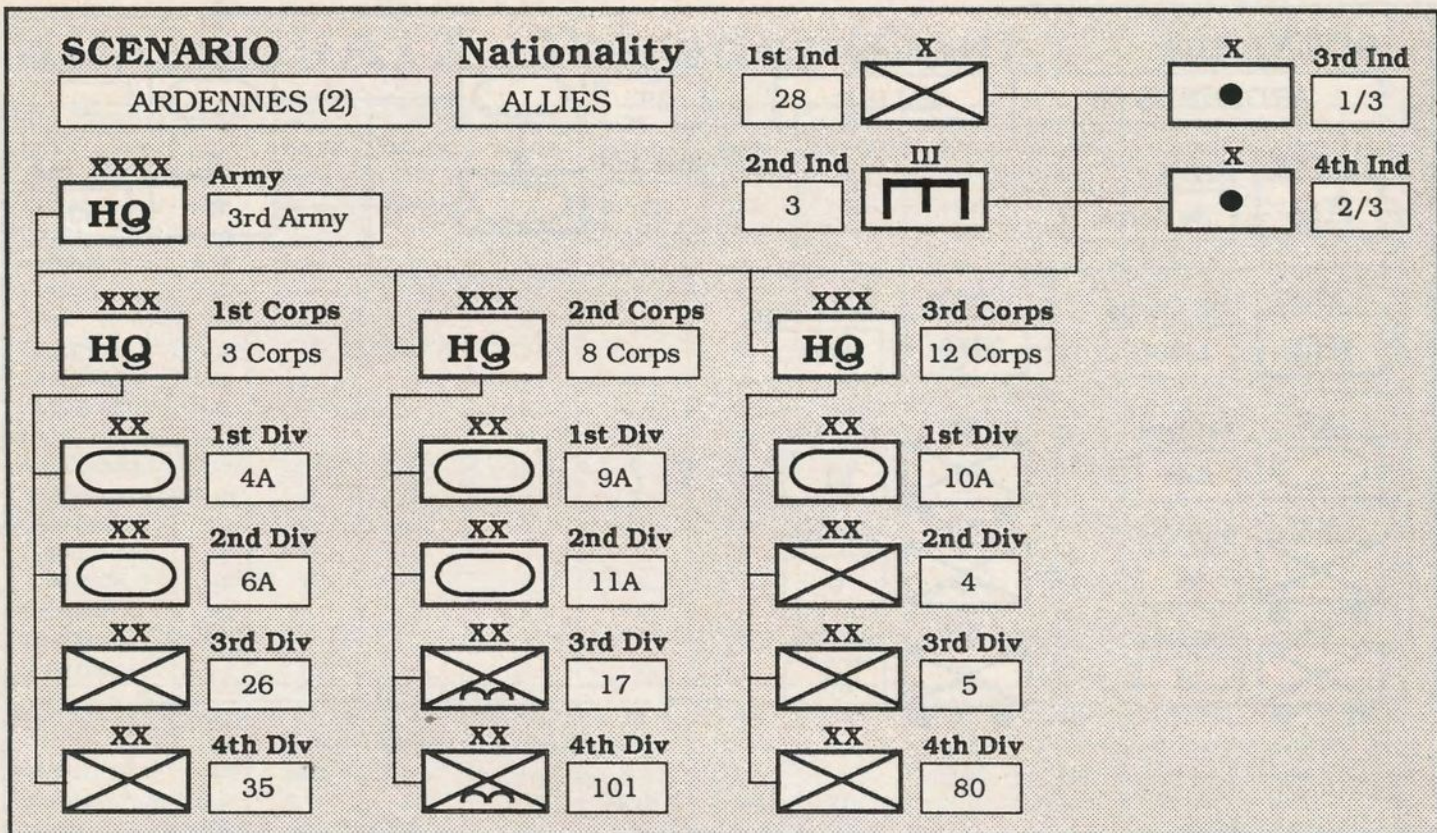 SCENARIO
ARDENNES (2)
Nationality
ALLIES
1st Ind
28
X
X
3rd Ind
1/3
2nd Ind
3
III
X
4th Ind
2/3
XXXX
HQ
Army
3rd Army
XXX
HQ
1st Corps
3 Corps
XXX
HQ
2nd Corps
8 Corps
XXX
HQ
3rd Corps
12 Corps
XX
1st Div
4A
XX
1st Div
9A
XX
1st Div
10A
XX
2nd Div
6A
XX
2nd Div
11A
XX
2nd Div
4
XX
3rd Div
26
XX
3rd Div
17
XX
3rd Div
5
XX
4th Div
35
XX
4th Div
101
XX
4th Div
80